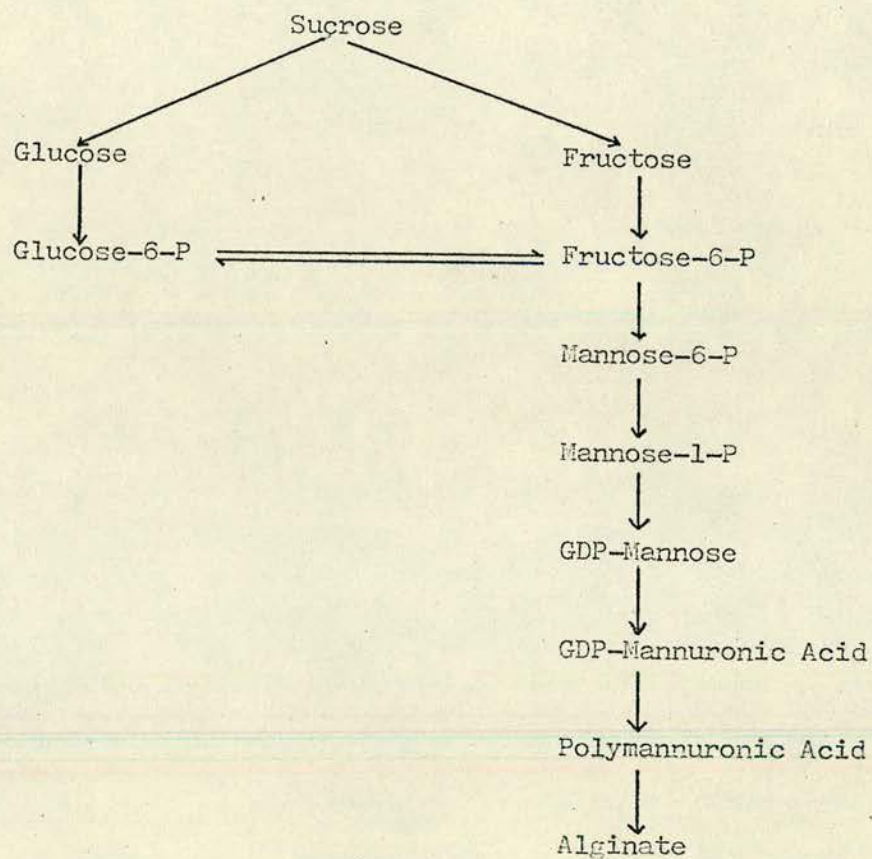 Sucrose
Glucose Fructose
Glucose-6-P Fructose-6-P
Mannose-6-P
Mannose-1-P
GDP-Mannose
GDP-Mannuronic Acid
Polymannuronic Acid
Alginate